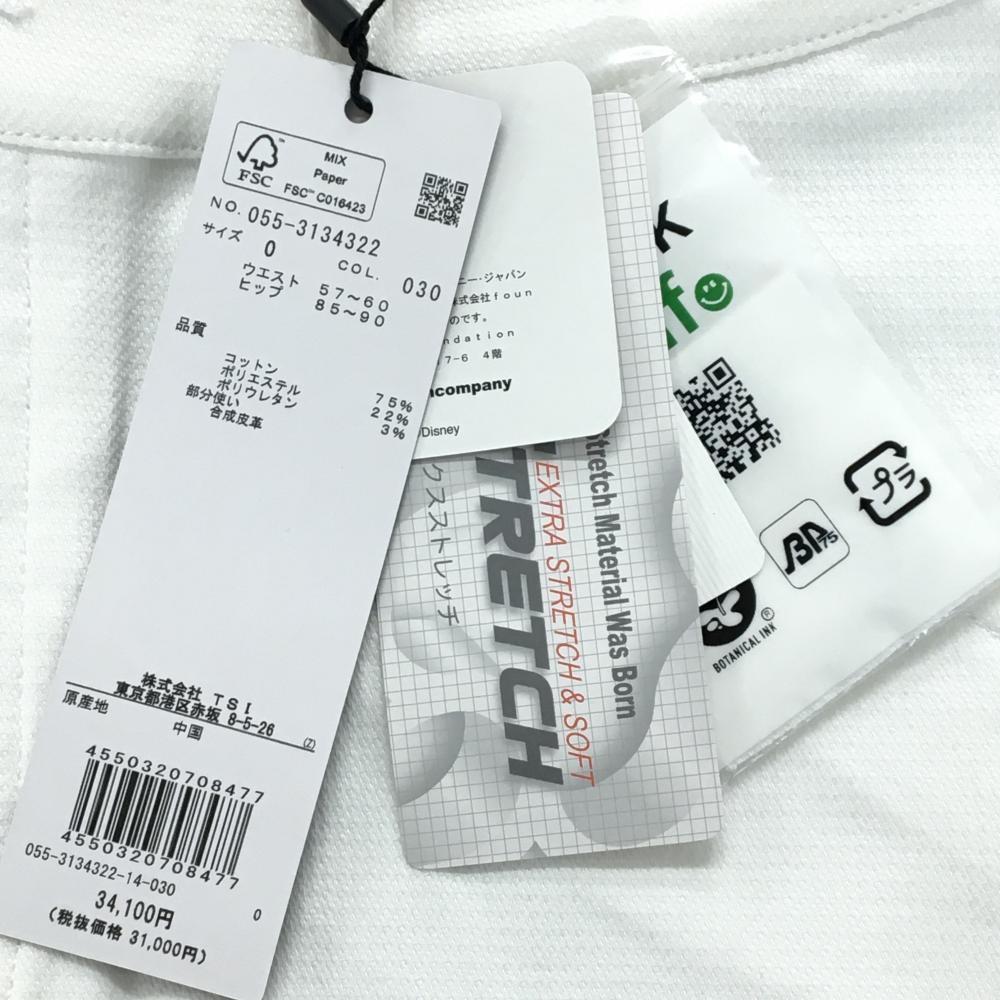 FSC
MIX
Paper
FSC™ C016423
NO. 055-3134322
サイズ 0 COL. 030
ウエスト 57〜60
ヒップ 85〜90
品質
コットン 75%
ポリエステル 22%
ポリウレタン 3%
部分使い
合成皮革
株式会社 TSI
東京都港区赤坂 8-5-26
原産地 中国 (Z)
4550320708477
4550320708477
055-3134322-14-030 0
34,100円
(税抜価格 31,000円)
ニー・ジャパン
株式会社foun
のです。
ndation
7-6 4階
company
Disney
クスストレッチ
TRETCH
EXTRA STRETCH & SOFT
Stretch Material Was Born
K
f
プラ
BP75
BOTANICAL INK ®